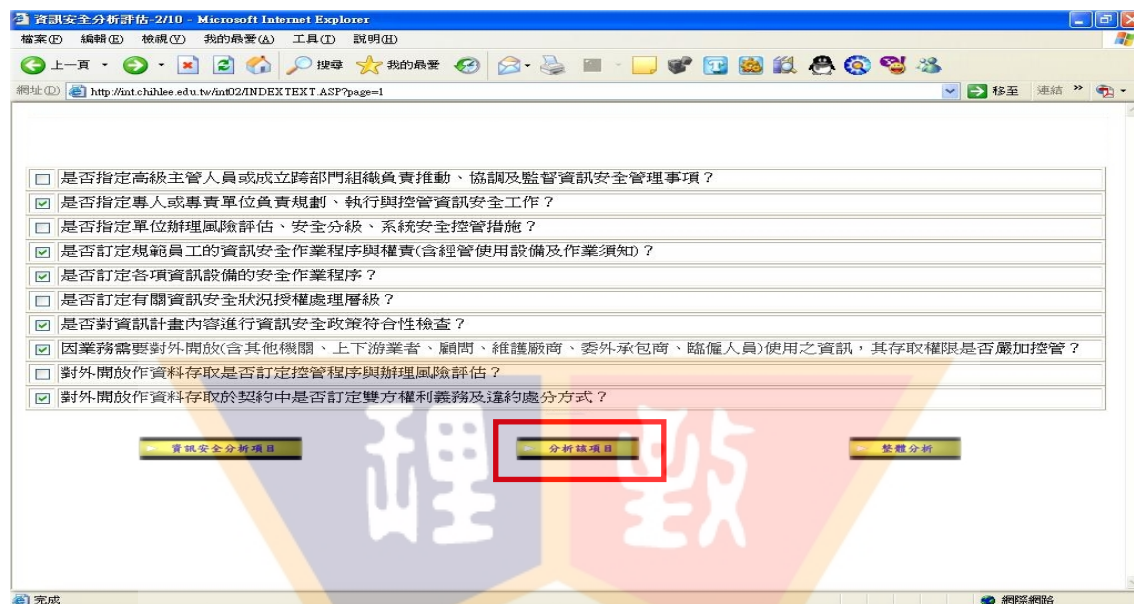 資訊安全分析評估-2/10 - Microsoft Internet Explorer
檔案(F) 編輯(E) 檢視(V) 我的最愛(A) 工具(T) 說明(H)
上一頁 搜尋 我的最愛
網址(D) http://int.chihlee.edu.tw/int02/INDEXTEXT.ASP?page=1 移至 連結 »
是否指定高級主管人員或成立跨部門組織負責推動、協調及監督資訊安全管理事項？
是否指定專人或專責單位負責規劃、執行與控管資訊安全工作？
是否指定單位辦理風險評估、安全分級、系統安全控管措施？
是否訂定規範員工的資訊安全作業程序與權責(含經管使用設備及作業須知)？
是否訂定各項資訊設備的安全作業程序？
是否訂定有關資訊安全狀況授權處理層級？
是否對資訊計畫內容進行資訊安全政策符合性檢查？
因業務需要對外開放(含其他機關、上下游業者、顧問、維護廠商、委外承包商、臨僱人員)使用之資訊，其存取權限是否嚴加控管？
對外開放作資料存取是否訂定控管程序與辦理風險評估？
對外開放作資料存取於契約中是否訂定雙方權利義務及違約處分方式？
資訊安全分析項目 分析該項目 整體分析
理 致
完成 網際網路